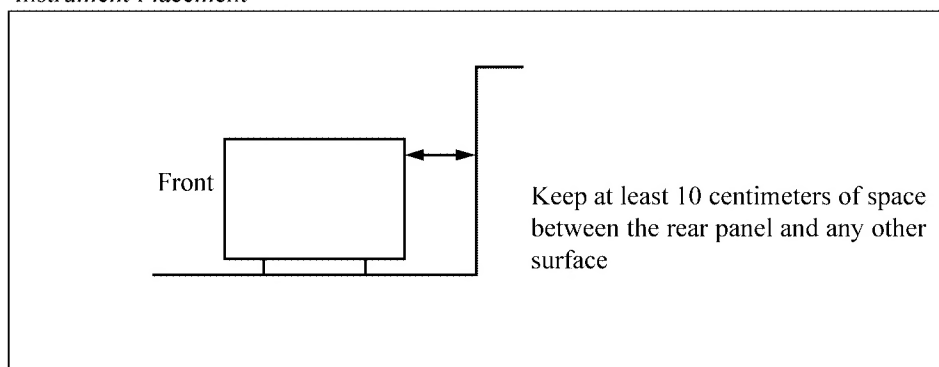 Instrument Placement
Front
Keep at least 10 centimeters of space
between the rear panel and any other
surface